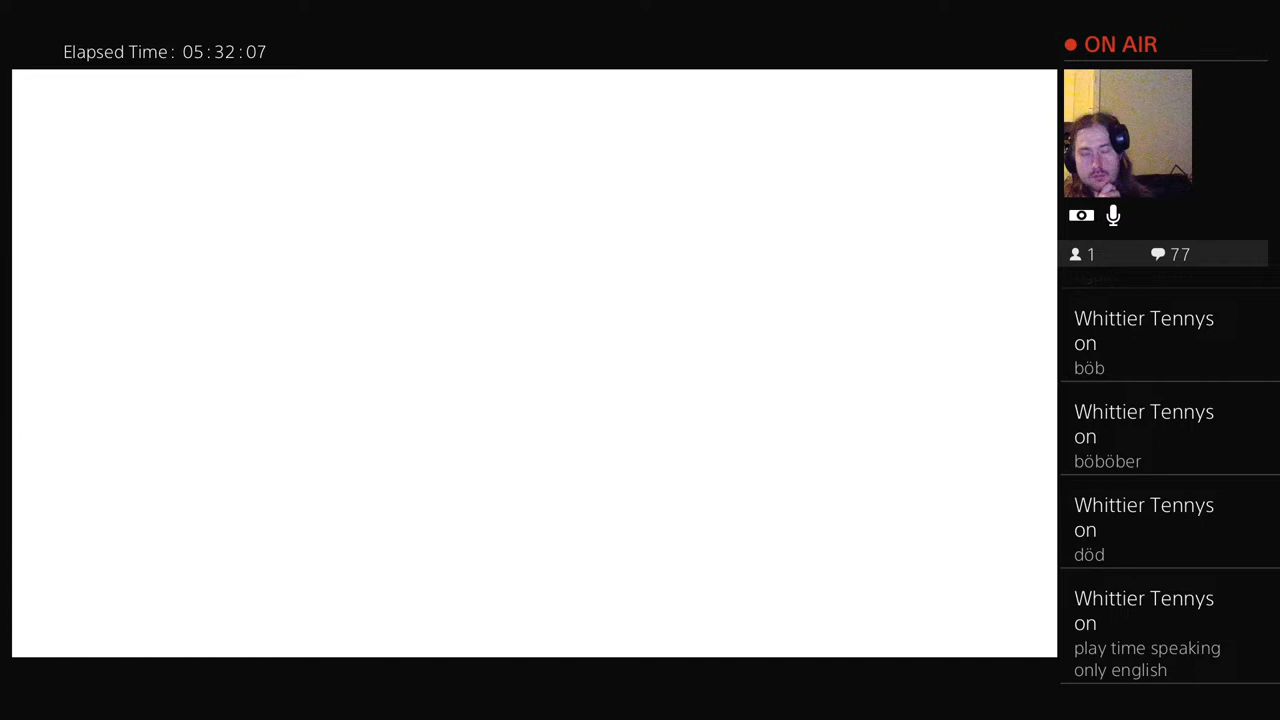 Elapsed Time: 05:32:07
ON AIR
1 77
Whittier Tennys
on
böb
Whittier Tennys
on
böböber
Whittier Tennys
on
död
Whittier Tennys
on
play time speaking
only english